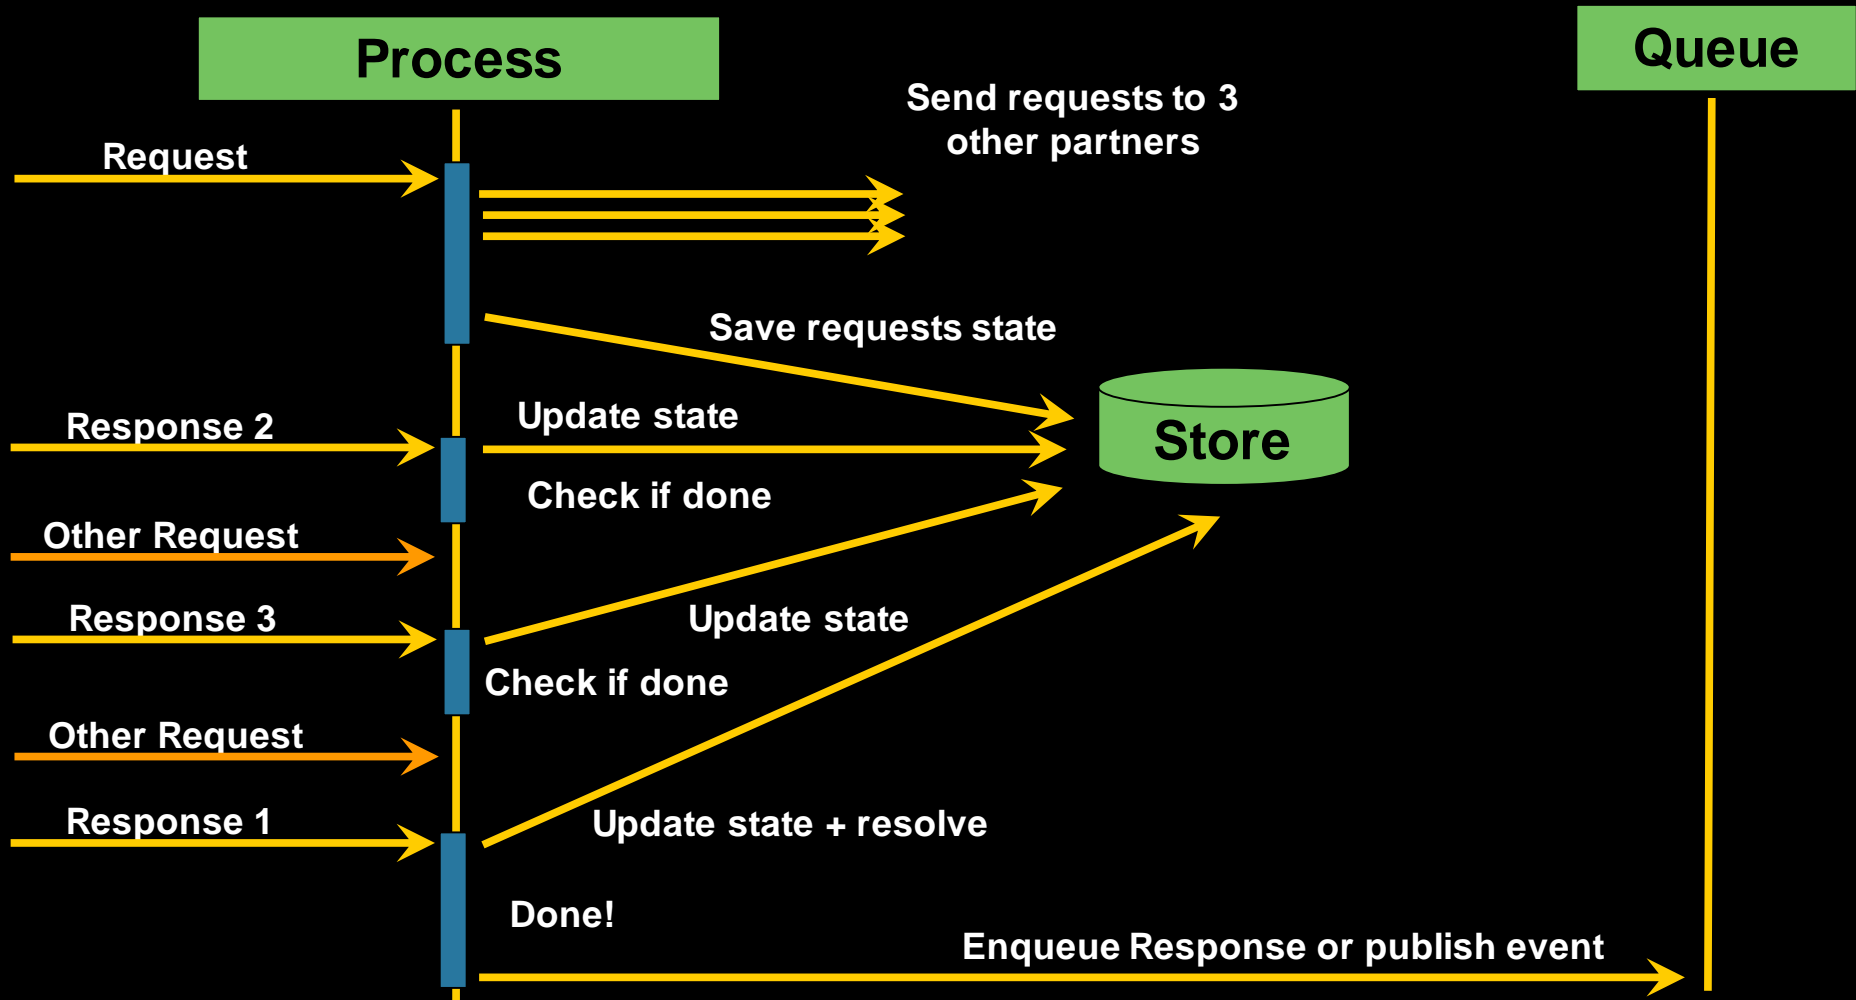 Process
Queue
Send requests to 3
other partners
Request
Save requests state
Update state
Response 2
Store
Check if done
Other Request
Response 3
Update state
Check if done
Other Request
Response 1
Update state + resolve
Done!
Enqueue Response or publish event